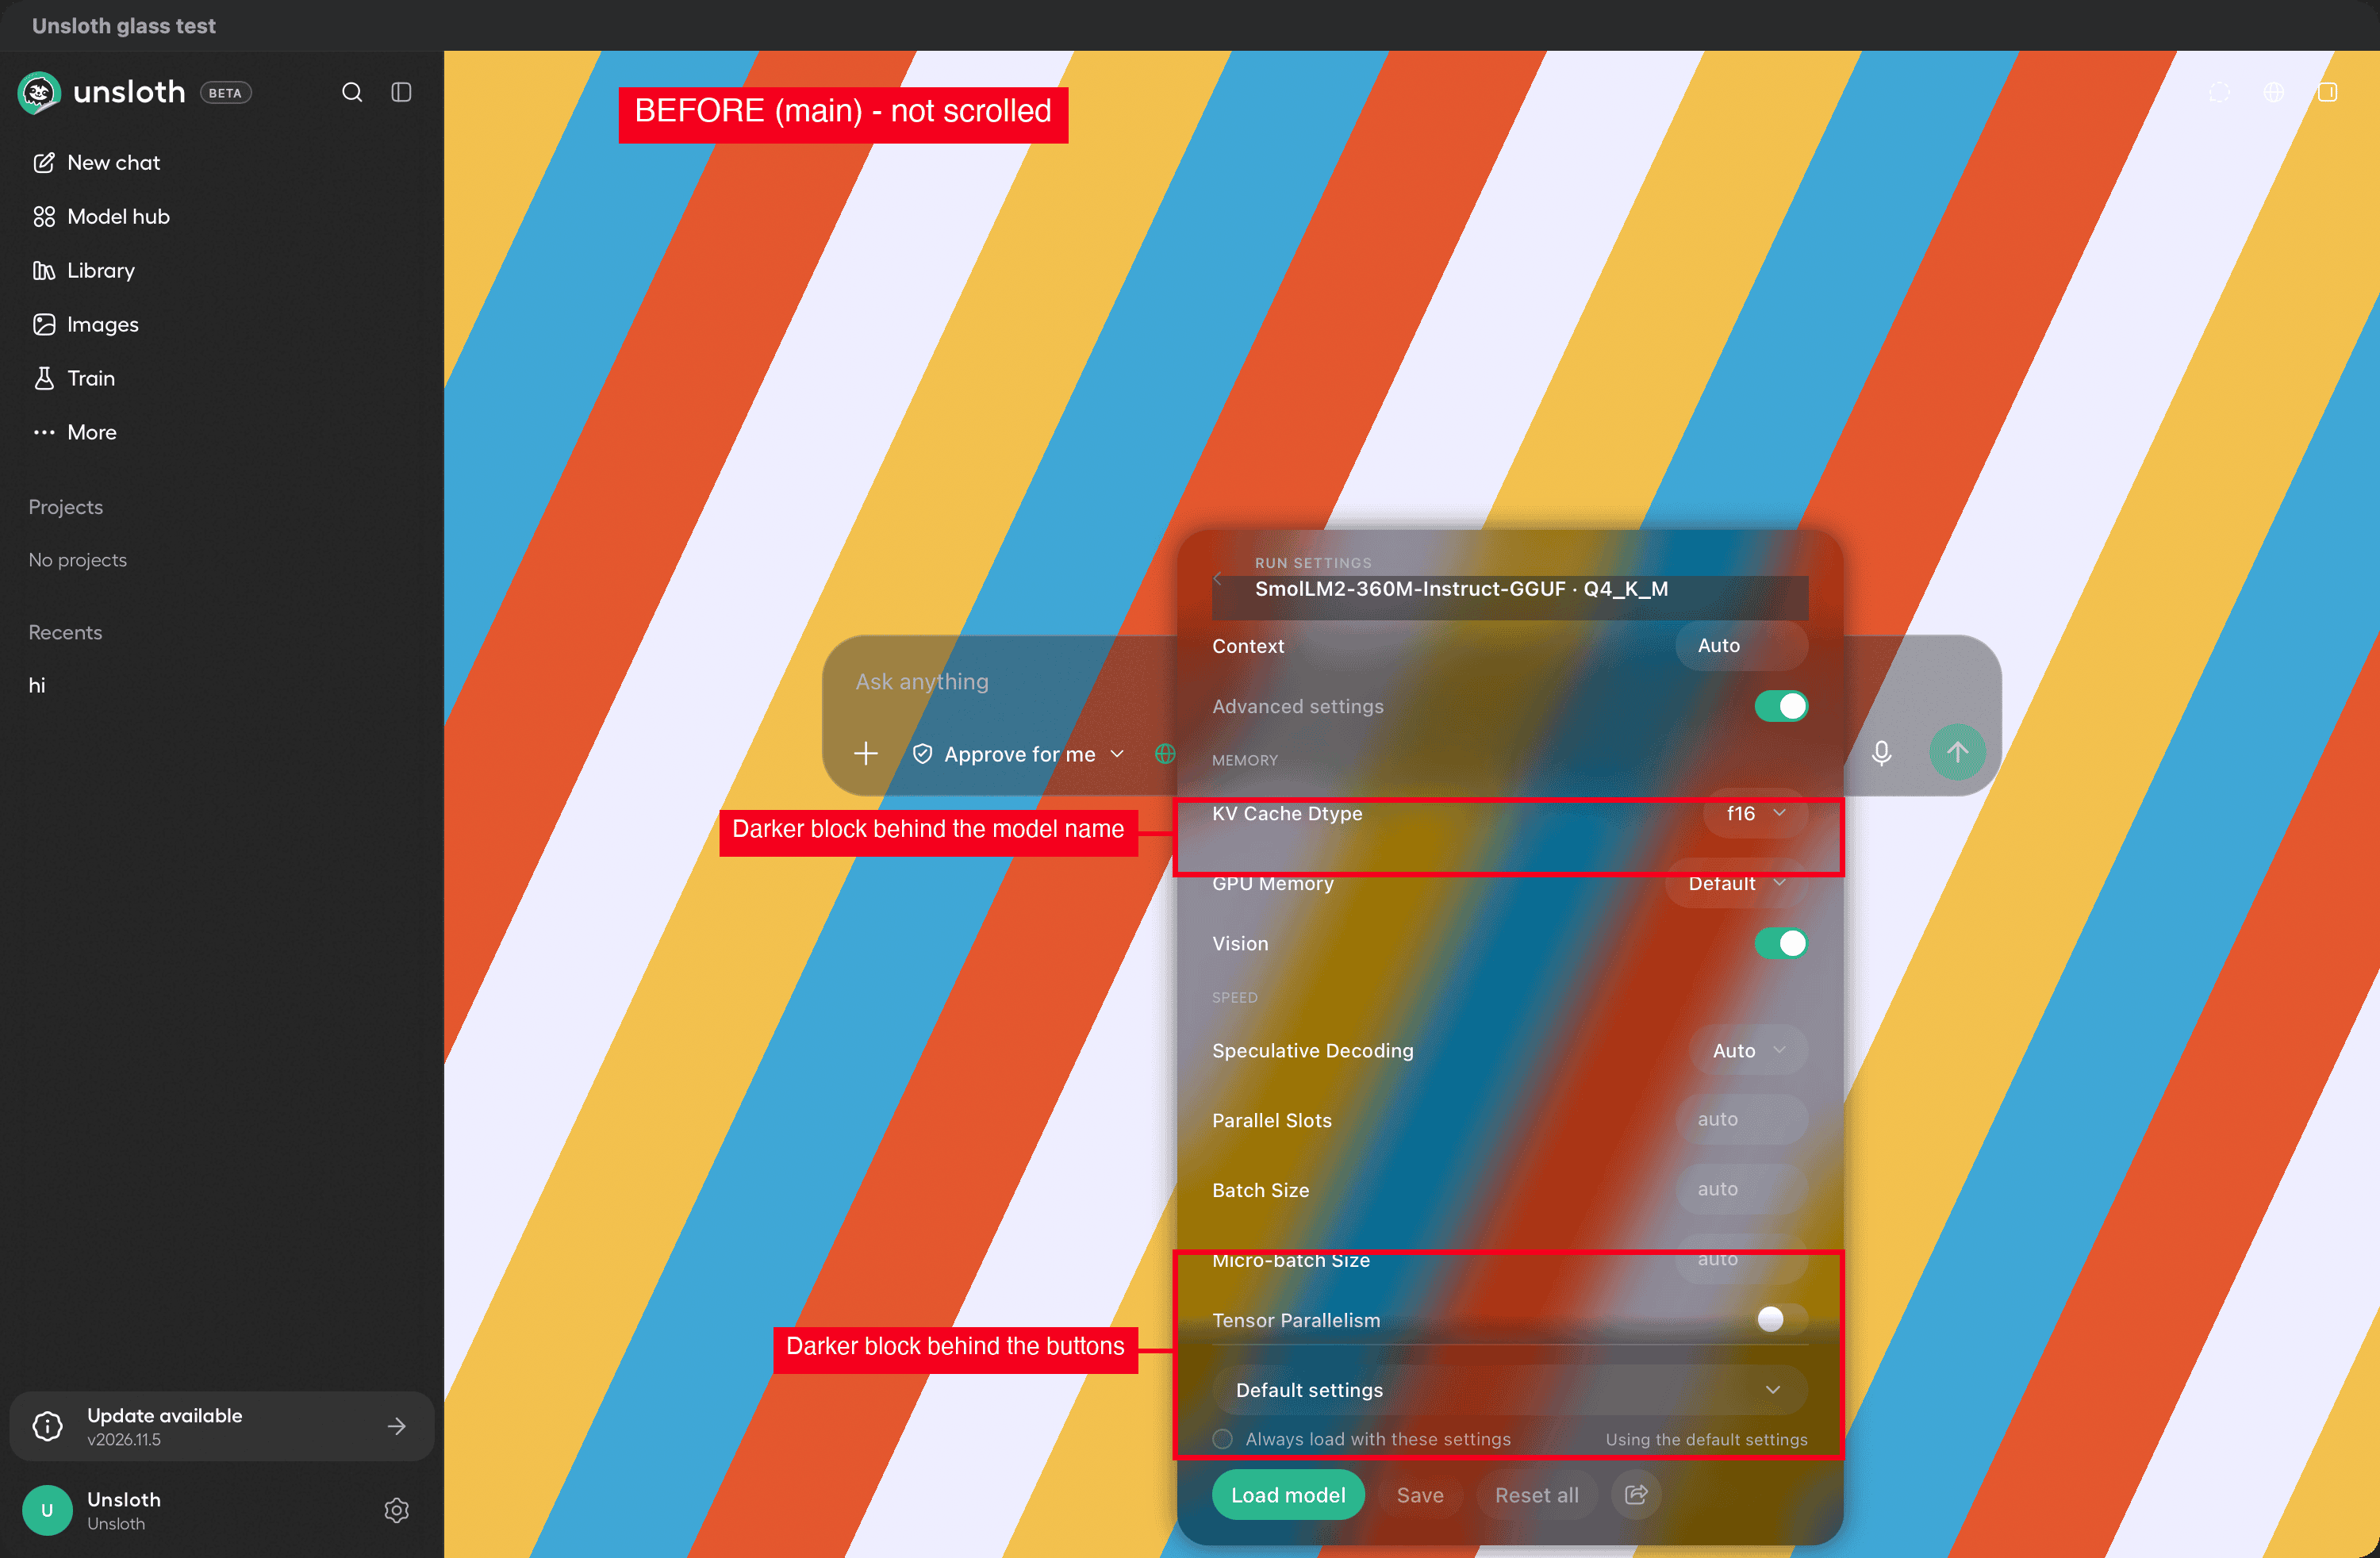 Unsloth glass test
unsloth BETA
New chat
Model hub
Library
Images
Train
More
Projects
No projects
Recents
hi
Update available
v2026.11.5
U
Unsloth
Unsloth
BEFORE (main) - not scrolled
Ask anything
Approve for me
RUN SETTINGS
SmolLM2-360M-Instruct-GGUF · Q4_K_M
Context Auto
Advanced settings
MEMORY
Darker block behind the model name
KV Cache Dtype f16
GPU Memory Default
Vision
SPEED
Speculative Decoding Auto
Parallel Slots auto
Batch Size auto
Micro-batch Size auto
Tensor Parallelism
Darker block behind the buttons
Default settings
Always load with these settings Using the default settings
Load model Save Reset all